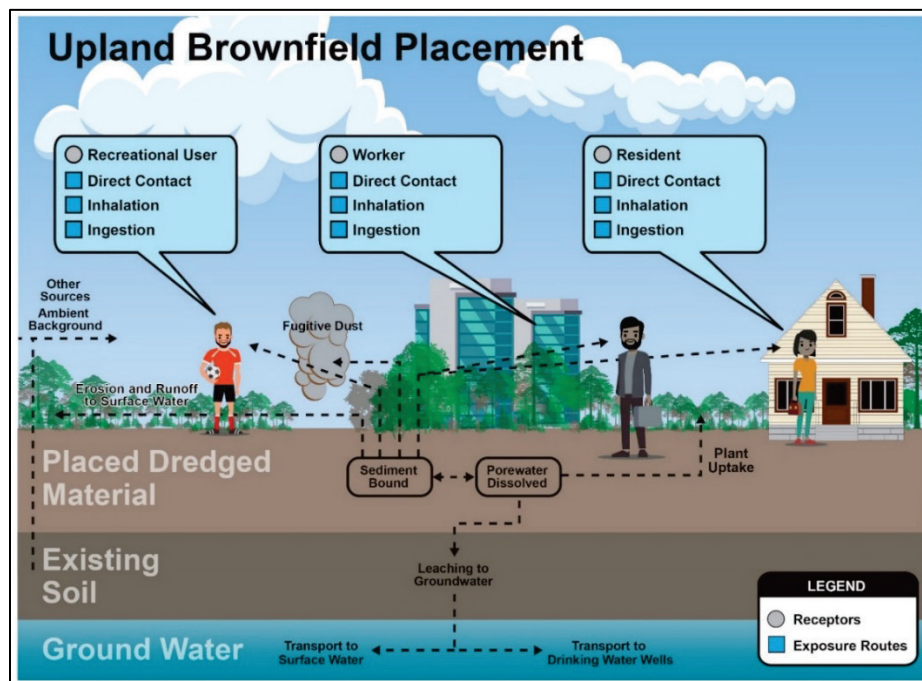 Upland Brownfield Placement
Recreational User
Direct Contact
Inhalation
Ingestion
Worker
Direct Contact
Inhalation
Ingestion
Resident
Direct Contact
Inhalation
Ingestion
Other
Sources
Ambient
Background
Fugitive Dust
Erosion and Runoff
to Surface Water
Placed Dredged
Material
Sediment
Bound
Porewater
Dissolved
Plant
Uptake
Existing
Soil
Leaching to
Groundwater
Ground Water
Transport to
Surface Water
Transport to
Drinking Water Wells
LEGEND
Receptors
Exposure Routes